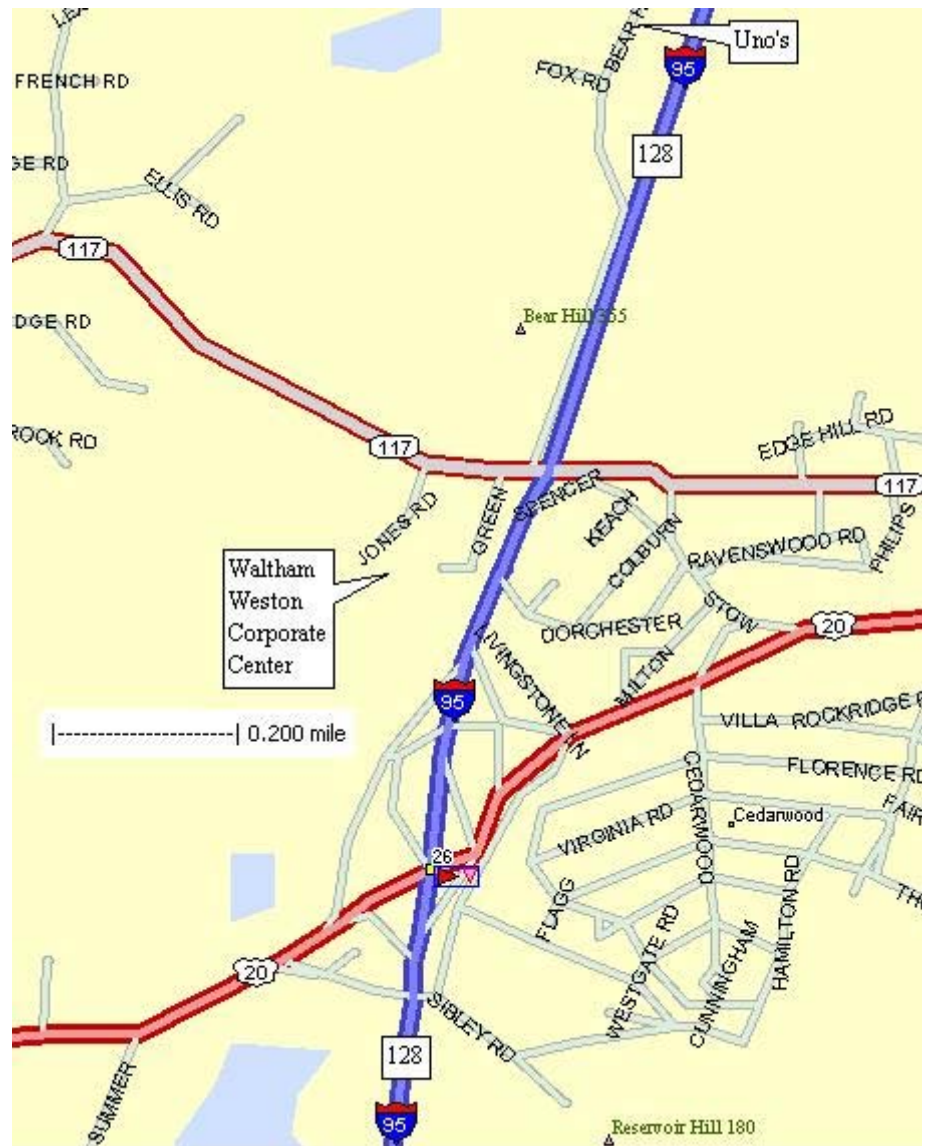 BEAR
Uno's
95
FRENCH RD
FOX RD
128
GE RD
ELLIS RD
117
Bear Hill 355
DGE RD
117
ROOK RD
EDGE HILL RD
117
SPENCER
GREEN
KEACH
JONES RD
COLBURN
RAVENSWOOD RD
PHILIPS
Waltham
Weston
Corporate
Center
STOW
DORCHESTER
20
MILTON
LIVINGSTONE LN
95
VILLA
ROCKRIDGE
|-----------------------| 0.200 mile
FLORENCE RD
CEDARWOOD
FAIR
VIRGINIA RD
Cedarwood
26
FLAGG
HAMILTON RD
TH
WESTGATE RD
CUNNINGHAM
20
SIBLEY RD
128
SUMMER
95
Reservoir Hill 180